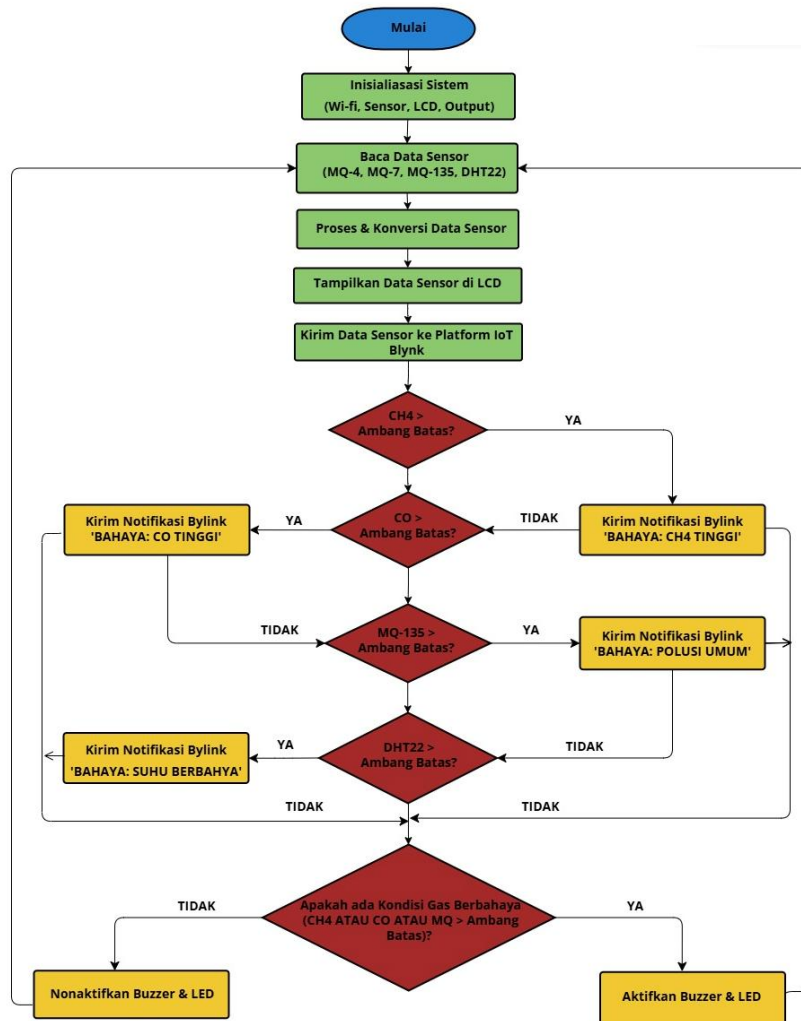 Mulai
Inisialiasasi Sistem
(Wi-fi, Sensor, LCD, Output)
Baca Data Sensor
(MQ-4, MQ-7, MQ-135, DHT22)
Proses & Konversi Data Sensor
Tampilkan Data Sensor di LCD
Kirim Data Sensor ke Platform IoT
Blynk
CH4 >
Ambang Batas?
YA
Kirim Notifikasi Bylink
'BAHAYA: CO TINGGI'
YA
CO >
Ambang Batas?
TIDAK
Kirim Notifikasi Bylink
'BAHAYA: CH4 TINGGI'
TIDAK
MQ-135 >
Ambang Batas?
YA
Kirim Notifikasi Bylink
'BAHAYA: POLUSI UMUM'
Kirim Notifikasi Bylink
'BAHAYA: SUHU BERBAHYA'
YA
DHT22 >
Ambang Batas?
TIDAK
TIDAK
TIDAK
TIDAK
Apakah ada Kondisi Gas Berbahaya
(CH4 ATAU CO ATAU MQ > Ambang
Batas)?
YA
Nonaktifkan Buzzer & LED
Aktifkan Buzzer & LED